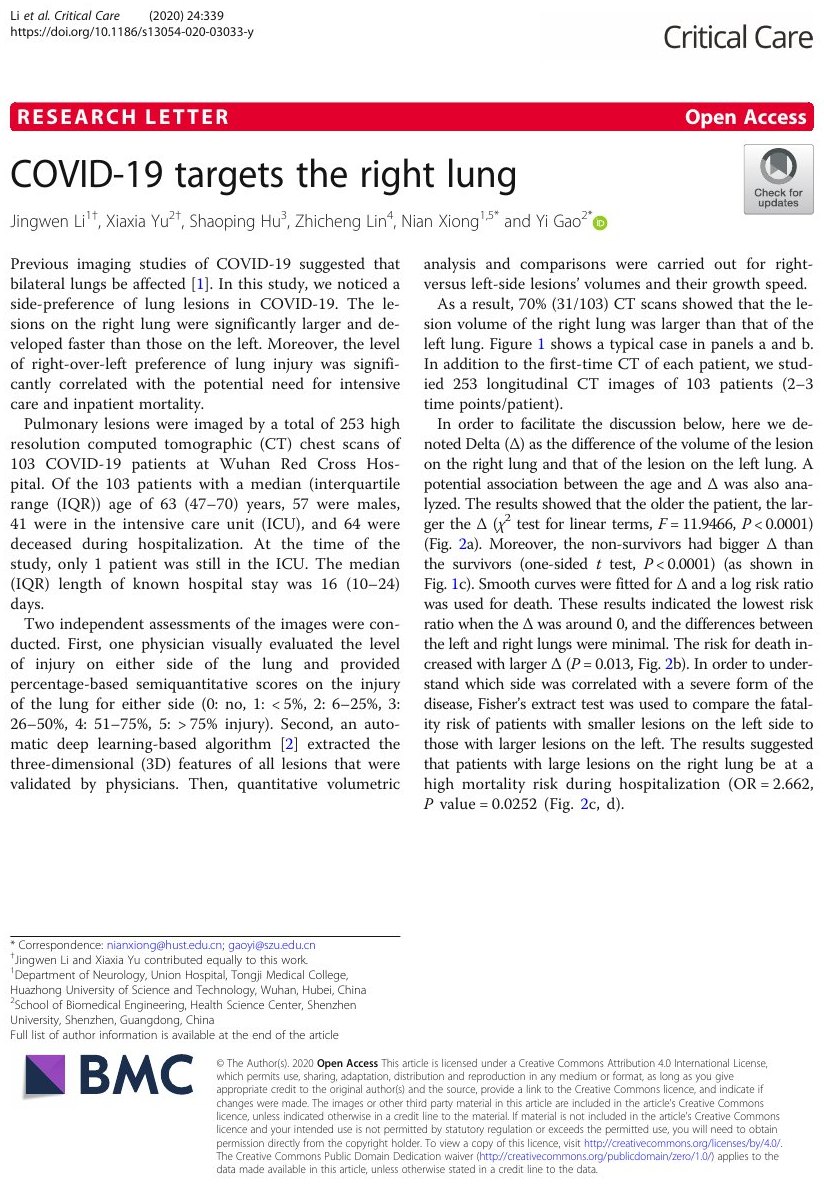 Li et al. Critical Care (2020) 24:339
https://doi.org/10.1186/s13054-020-03033-y
Critical Care
RESEARCH LETTER
Open Access
COVID-19 targets the right lung
Check for
updates
Jingwen Li1†, Xiaxia Yu2†, Shaoping Hu3, Zhicheng Lin4, Nian Xiong1,5* and Yi Gao2*
Previous imaging studies of COVID-19 suggested that
bilateral lungs be affected [1]. In this study, we noticed a
side-preference of lung lesions in COVID-19. The le-
sions on the right lung were significantly larger and de-
veloped faster than those on the left. Moreover, the level
of right-over-left preference of lung injury was signifi-
cantly correlated with the potential need for intensive
care and inpatient mortality.
Pulmonary lesions were imaged by a total of 253 high
resolution computed tomographic (CT) chest scans of
103 COVID-19 patients at Wuhan Red Cross Hos-
pital. Of the 103 patients with a median (interquartile
range (IQR)) age of 63 (47–70) years, 57 were males,
41 were in the intensive care unit (ICU), and 64 were
deceased during hospitalization. At the time of the
study, only 1 patient was still in the ICU. The median
(IQR) length of known hospital stay was 16 (10–24)
days.
Two independent assessments of the images were con-
ducted. First, one physician visually evaluated the level
of injury on either side of the lung and provided
percentage-based semiquantitative scores on the injury
of the lung for either side (0: no, 1: < 5%, 2: 6–25%, 3:
26–50%, 4: 51–75%, 5: > 75% injury). Second, an auto-
matic deep learning-based algorithm [2] extracted the
three-dimensional (3D) features of all lesions that were
validated by physicians. Then, quantitative volumetric
analysis and comparisons were carried out for right-
versus left-side lesions' volumes and their growth speed.
As a result, 70% (31/103) CT scans showed that the le-
sion volume of the right lung was larger than that of the
left lung. Figure 1 shows a typical case in panels a and b.
In addition to the first-time CT of each patient, we stud-
ied 253 longitudinal CT images of 103 patients (2–3
time points/patient).
In order to facilitate the discussion below, here we de-
noted Delta (Δ) as the difference of the volume of the lesion
on the right lung and that of the lesion on the left lung. A
potential association between the age and Δ was also ana-
lyzed. The results showed that the older the patient, the lar-
ger the Δ (χ2 test for linear terms, F = 11.9466, P < 0.0001)
(Fig. 2a). Moreover, the non-survivors had bigger Δ than
the survivors (one-sided t test, P < 0.0001) (as shown in
Fig. 1c). Smooth curves were fitted for Δ and a log risk ratio
was used for death. These results indicated the lowest risk
ratio when the Δ was around 0, and the differences between
the left and right lungs were minimal. The risk for death in-
creased with larger Δ (P = 0.013, Fig. 2b). In order to under-
stand which side was correlated with a severe form of the
disease, Fisher's extract test was used to compare the fatal-
ity risk of patients with smaller lesions on the left side to
those with larger lesions on the left. The results suggested
that patients with large lesions on the right lung be at a
high mortality risk during hospitalization (OR = 2.662,
P value = 0.0252 (Fig. 2c, d).
* Correspondence: nianxiong@hust.edu.cn; gaoyi@szu.edu.cn
†Jingwen Li and Xiaxia Yu contributed equally to this work.
1Department of Neurology, Union Hospital, Tongji Medical College,
Huazhong University of Science and Technology, Wuhan, Hubei, China
2School of Biomedical Engineering, Health Science Center, Shenzhen
University, Shenzhen, Guangdong, China
Full list of author information is available at the end of the article
BMC
© The Author(s). 2020 Open Access This article is licensed under a Creative Commons Attribution 4.0 International License,
which permits use, sharing, adaptation, distribution and reproduction in any medium or format, as long as you give
appropriate credit to the original author(s) and the source, provide a link to the Creative Commons licence, and indicate if
changes were made. The images or other third party material in this article are included in the article's Creative Commons
licence, unless indicated otherwise in a credit line to the material. If material is not included in the article's Creative Commons
licence and your intended use is not permitted by statutory regulation or exceeds the permitted use, you will need to obtain
permission directly from the copyright holder. To view a copy of this licence, visit http://creativecommons.org/licenses/by/4.0/.
The Creative Commons Public Domain Dedication waiver (http://creativecommons.org/publicdomain/zero/1.0/) applies to the
data made available in this article, unless otherwise stated in a credit line to the data.